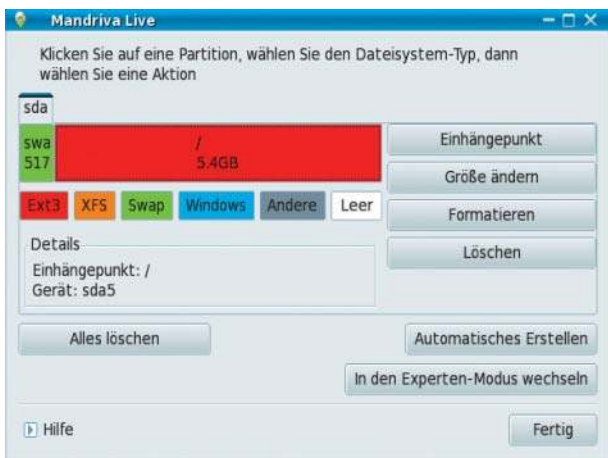 Mandriva Live
Klicken Sie auf eine Partition, wählen Sie den Dateisystem-Typ, dann
wählen Sie eine Aktion
sda
swa
517
/
5.4GB
Einhängepunkt
Größe ändern
Formatieren
Löschen
Ext3 XFS Swap Windows Andere Leer
Details
Einhängepunkt: /
Gerät: sda5
Alles löschen
Automatisches Erstellen
In den Experten-Modus wechseln
Hilfe
Fertig